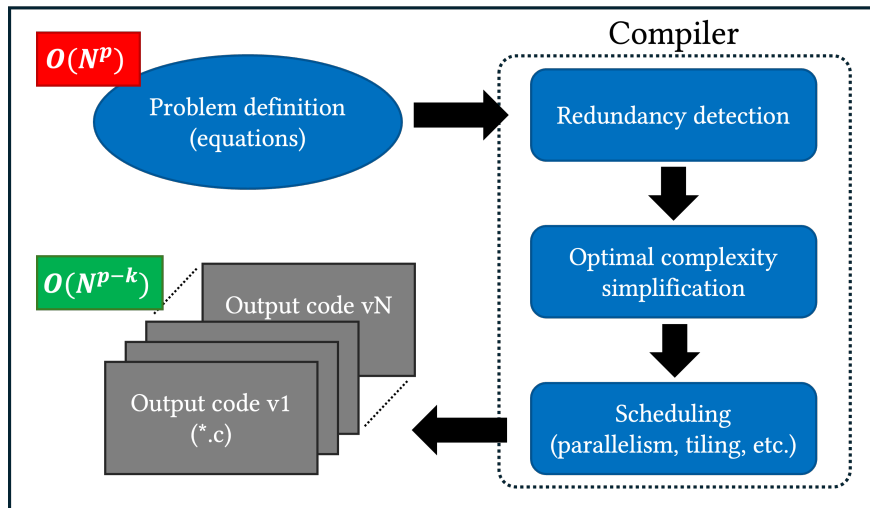 O(N^p)
Problem definition
(equations)
Compiler
Redundancy detection
Optimal complexity
simplification
Scheduling
(parallelism, tiling, etc.)
O(N^{p-k})
Output code vN
Output code v1
(*.c)